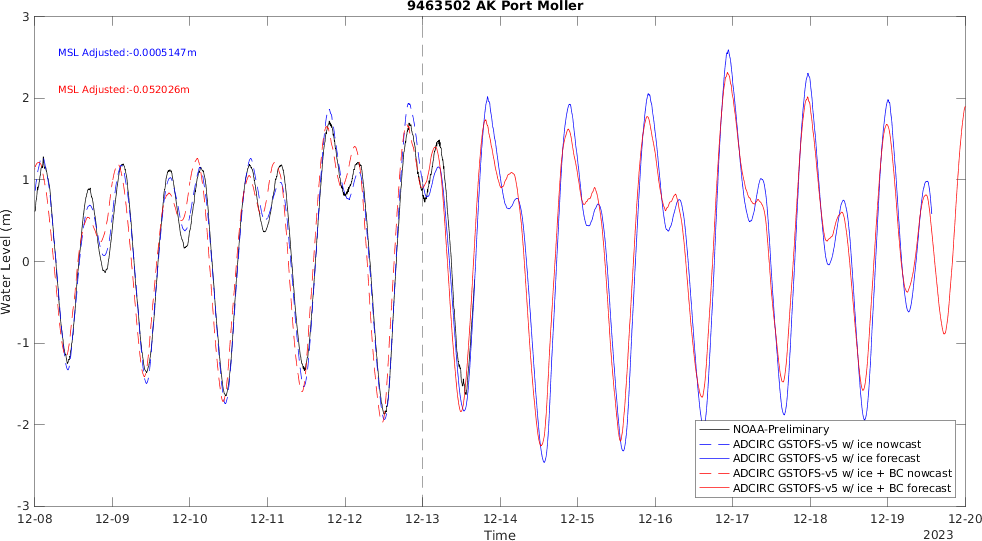 9463502 AK Port Moller
MSL Adjusted:-0.0005147m
MSL Adjusted:-0.052026m
Water Level (m)
3
2
1
0
-1
-2
-3
NOAA-Preliminary
ADCIRC GSTOFS-v5 w/ ice nowcast
ADCIRC GSTOFS-v5 w/ ice forecast
ADCIRC GSTOFS-v5 w/ ice + BC nowcast
ADCIRC GSTOFS-v5 w/ ice + BC forecast
12-08 12-09 12-10 12-11 12-12 12-13 12-14 12-15 12-16 12-17 12-18 12-19 12-20
Time
2023